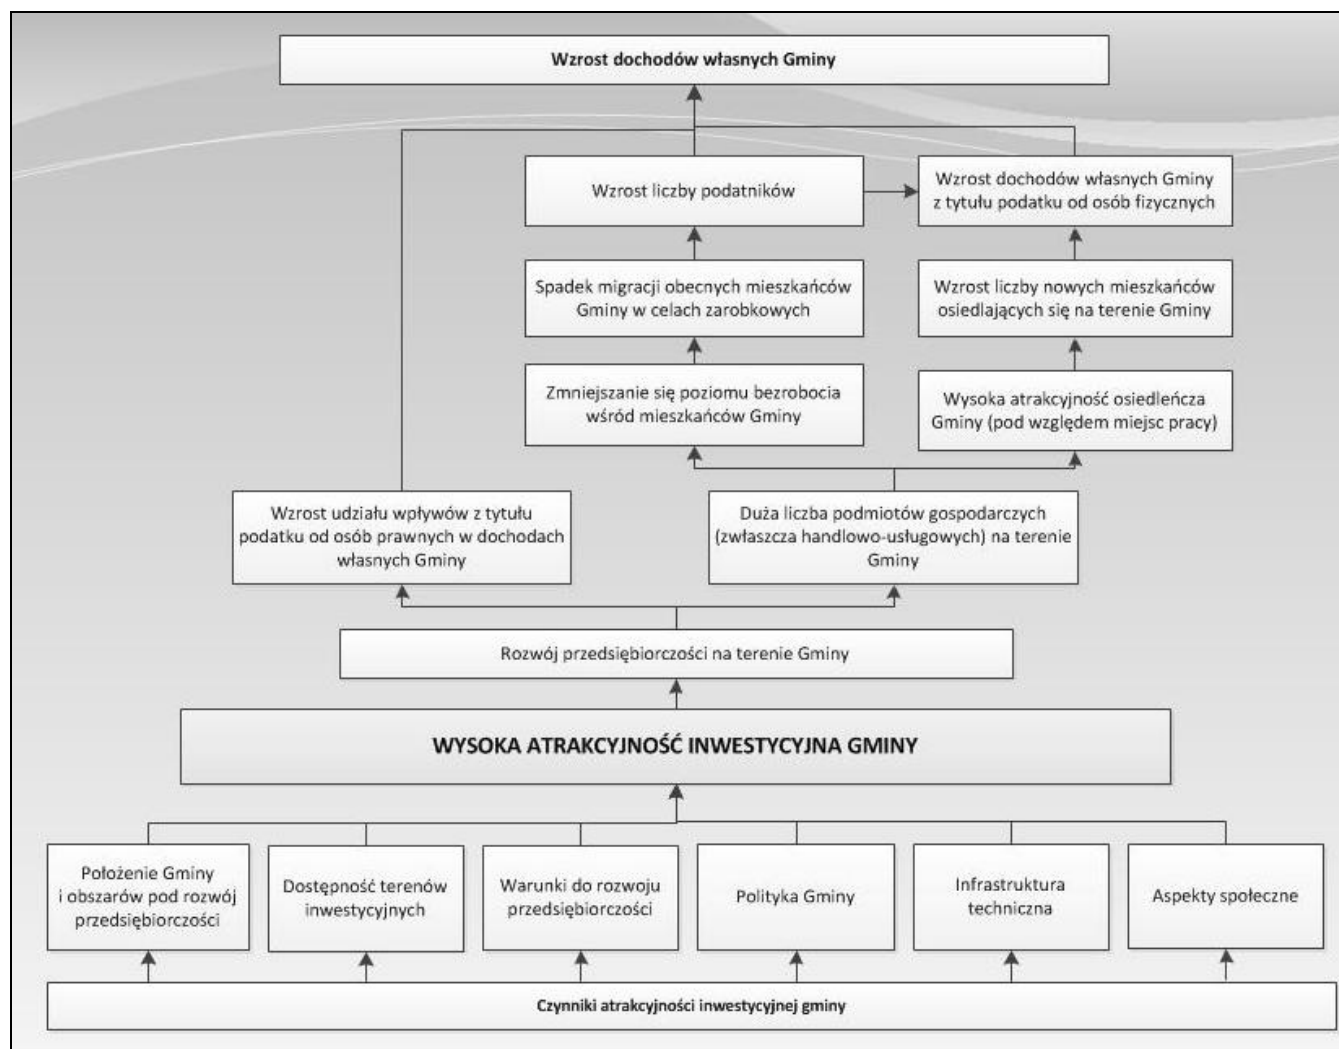 Wzrost dochodów własnych Gminy
Wzrost liczby podatników
Wzrost dochodów własnych Gminy
z tytułu podatku od osób fizycznych
Spadek migracji obecnych mieszkańców
Gminy w celach zarobkowych
Wzrost liczby nowych mieszkańców
osiedlających się na terenie Gminy
Zmniejszanie się poziomu bezrobocia
wśród mieszkańców Gminy
Wysoka atrakcyjność osiedleńcza
Gminy (pod względem miejsc pracy)
Wzrost udziału wpływów z tytułu
podatku od osób prawnych w dochodach
własnych Gminy
Duża liczba podmiotów gospodarczych
(zwłaszcza handlowo-usługowych) na terenie
Gminy
Rozwój przedsiębiorczości na terenie Gminy
WYSOKA ATRAKCYJNOŚĆ INWESTYCYJNA GMINY
Położenie Gminy
i obszarów pod rozwój
przedsiębiorczości
Dostępność terenów
inwestycyjnych
Warunki do rozwoju
przedsiębiorczości
Polityka Gminy
Infrastruktura
techniczna
Aspekty społeczne
Czynniki atrakcyjności inwestycyjnej gminy